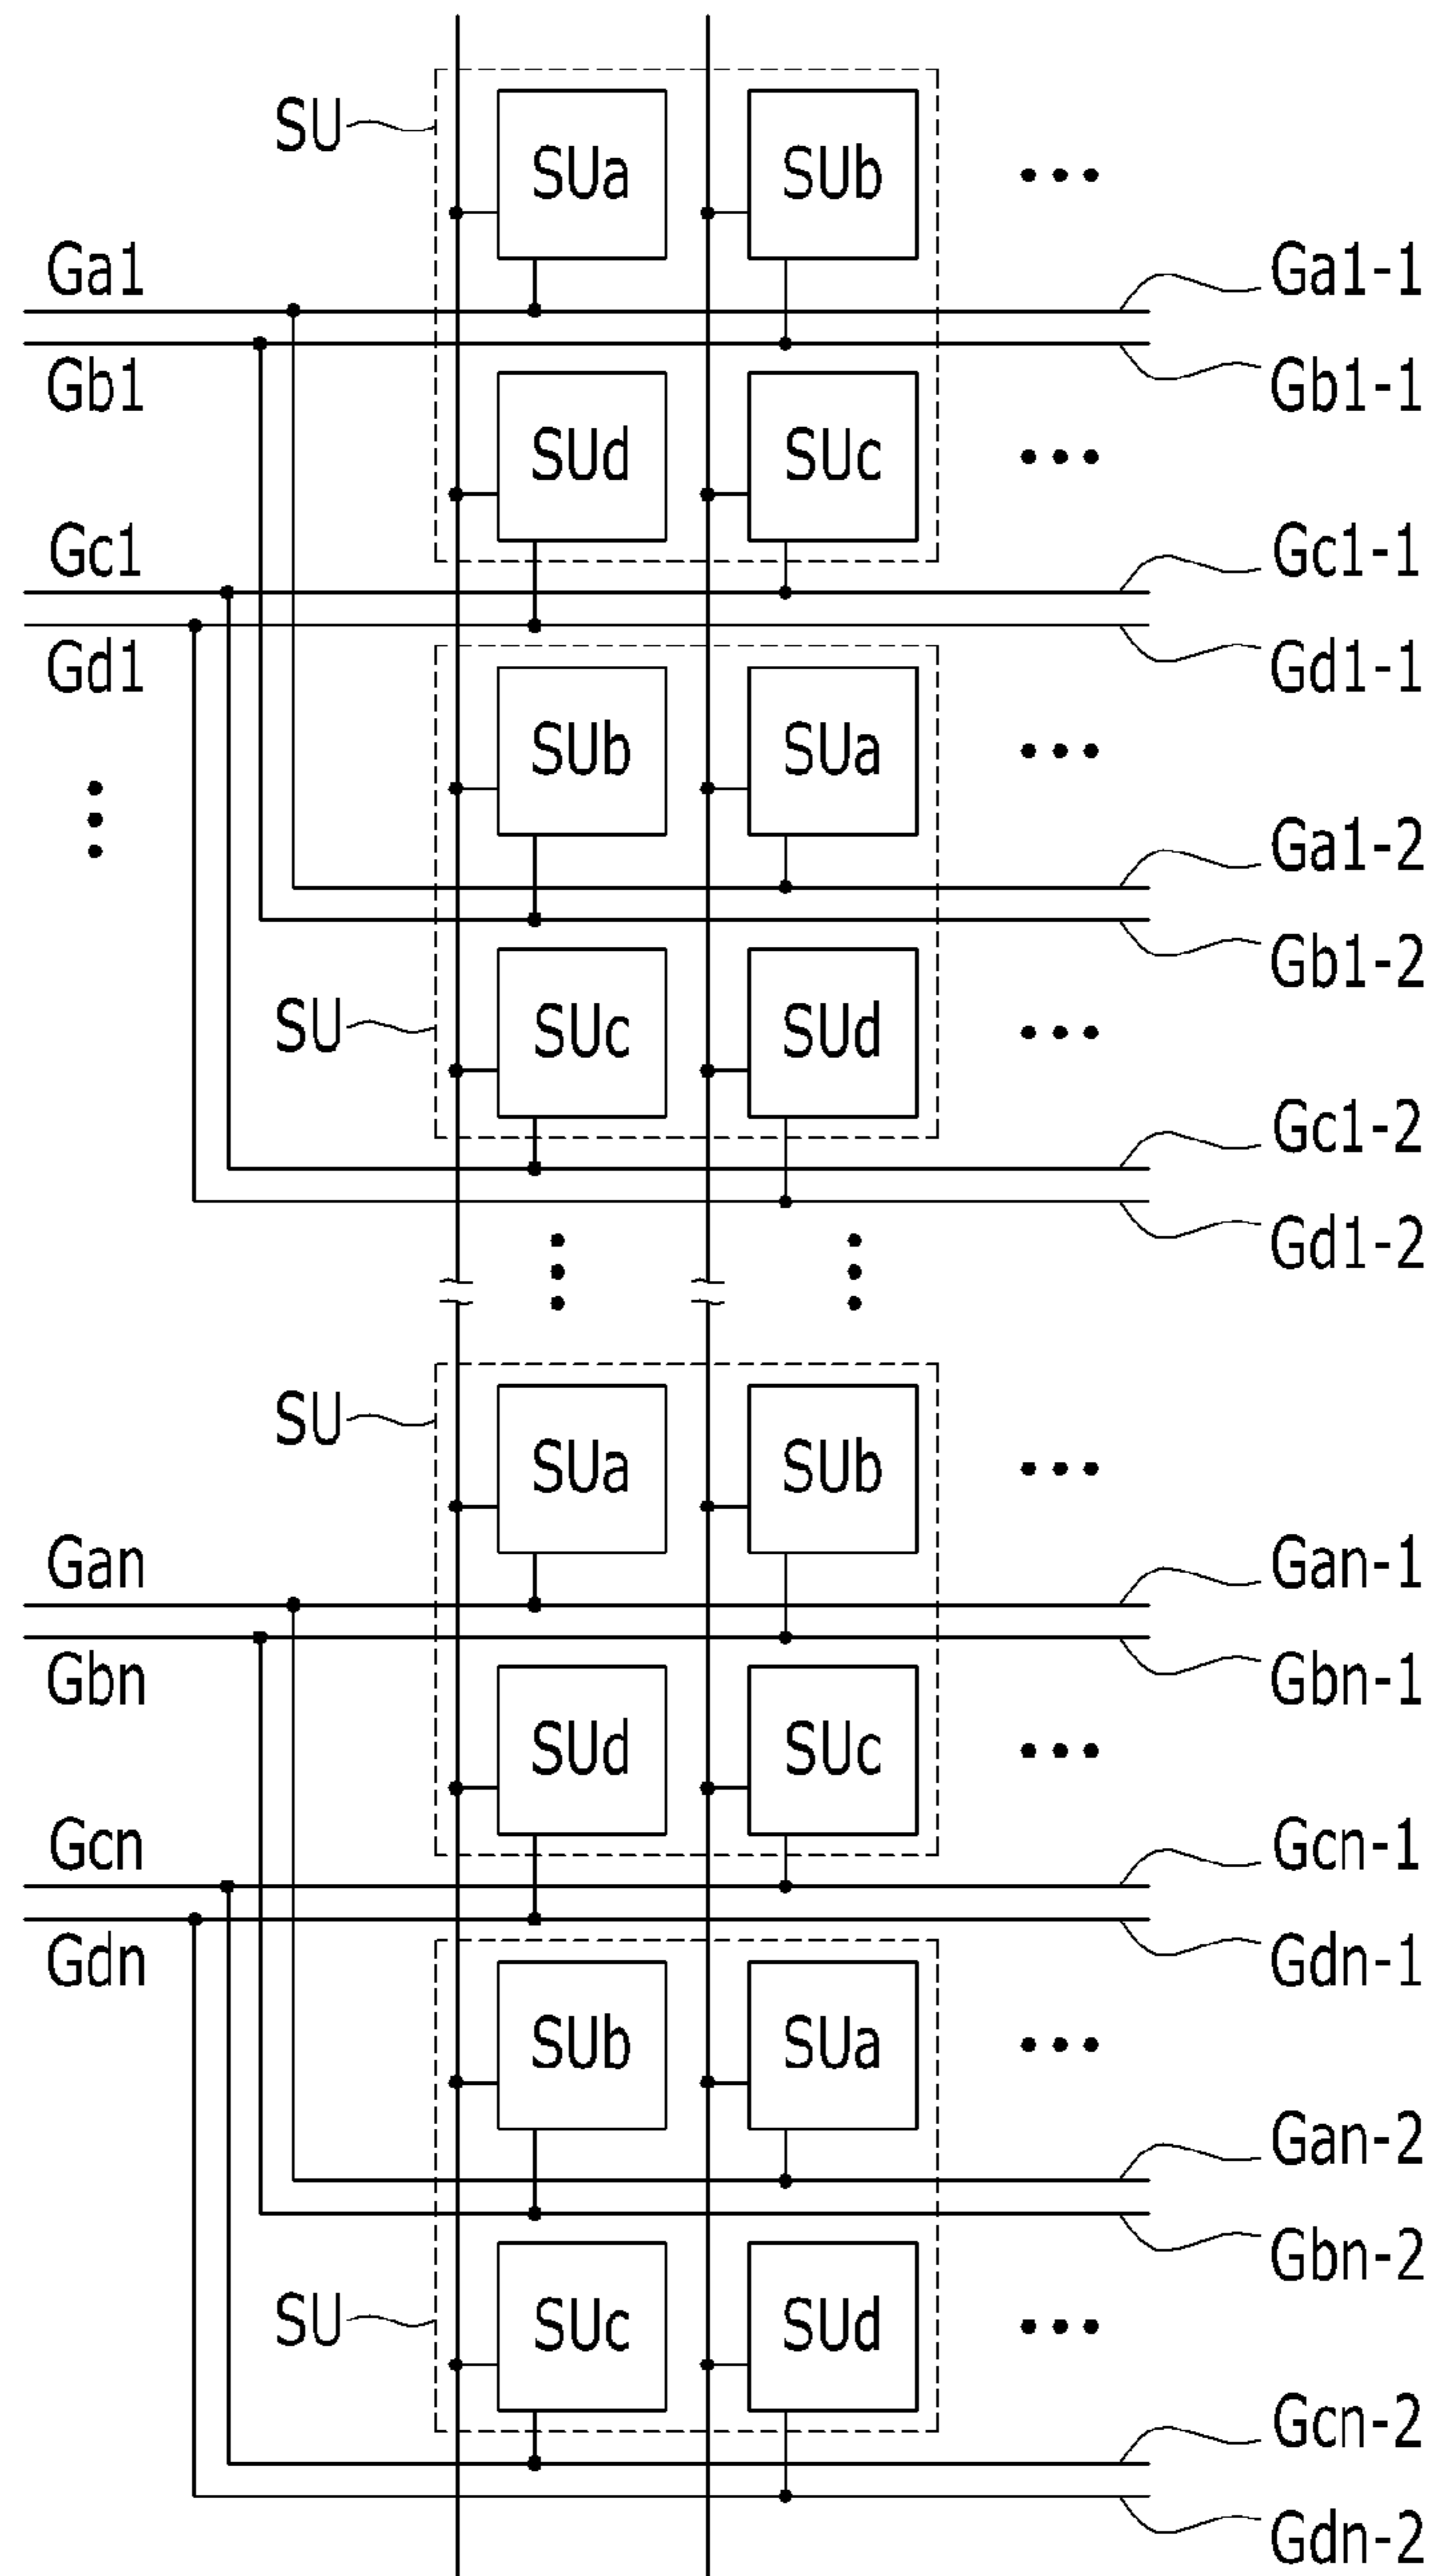 SU
SUa SUb
Ga1 Ga1-1
Gb1 Gb1-1
SUd SUc
Gc1 Gc1-1
Gd1 Gd1-1
SUb SUa
Ga1-2
Gb1-2
SU SUc SUd
Gc1-2
Gd1-2
SU
SUa SUb
Gan Gan-1
Gbn Gbn-1
SUd SUc
Gcn Gcn-1
Gdn Gdn-1
SUb SUa
Gan-2
Gbn-2
SU SUc SUd
Gcn-2
Gdn-2